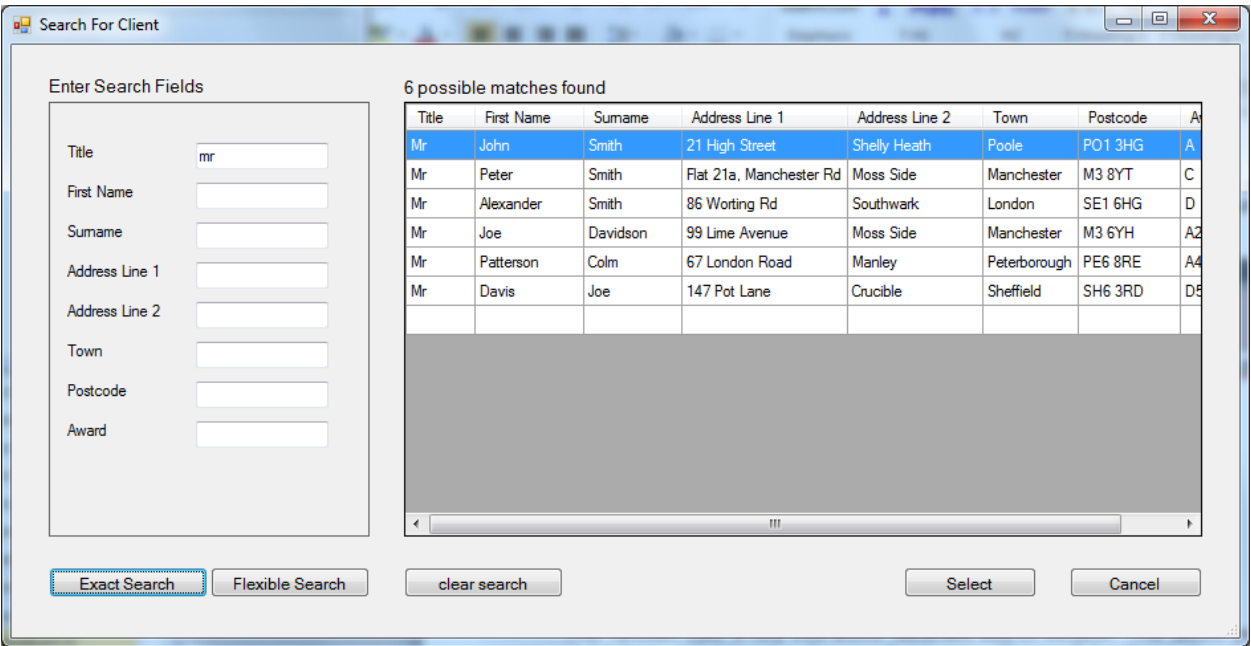 Search For Client
Enter Search Fields
6 possible matches found
Title
mr
First Name
Surname
Address Line 1
Address Line 2
Town
Postcode
Award
Title First Name Surname Address Line 1 Address Line 2 Town Postcode
Mr John Smith 21 High Street Shelly Heath Poole PO1 3HG A
Mr Peter Smith Flat 21a, Manchester Rd Moss Side Manchester M3 8YT C
Mr Alexander Smith 86 Worting Rd Southwark London SE1 6HG D
Mr Joe Davidson 99 Lime Avenue Moss Side Manchester M3 6YH A2
Mr Patterson Colm 67 London Road Manley Peterborough PE6 8RE A4
Mr Davis Joe 147 Pot Lane Crucible Sheffield SH6 3RD D5
Exact Search Flexible Search clear search Select Cancel